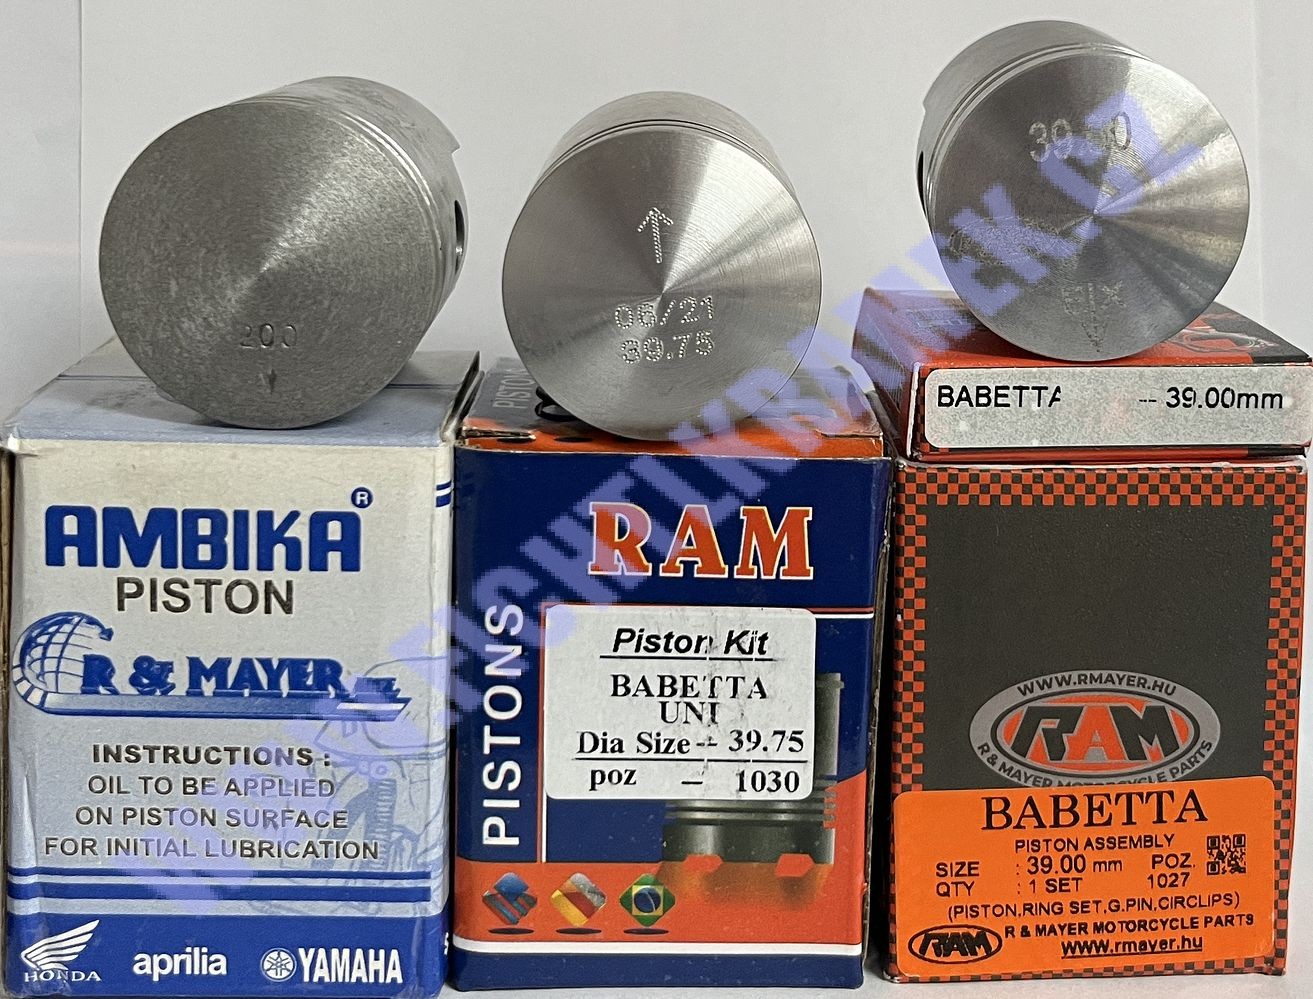 200
06/21
39.75
BABETTA -- 39.00mm
AMBIKA®
PISTON
R & MAYER
INSTRUCTIONS :
OIL TO BE APPLIED
ON PISTON SURFACE
FOR INITIAL LUBRICATION
HONDA
aprilia
YAMAHA
PISTON
RAM
PISTONS
Piston Kit
BABETTA
UNI
Dia Size -- 39.75
poz — 1030
WWW.RMAYER.HU
RAM
R & MAYER MOTORCYCLE PARTS
BABETTA
PISTON ASSEMBLY
SIZE : 39.00 mm POZ.
QTY : 1 SET 1027
(PISTON,RING SET,G.PIN,CIRCLIPS)
RAM R & MAYER MOTORCYCLE PARTS
www.rmayer.hu